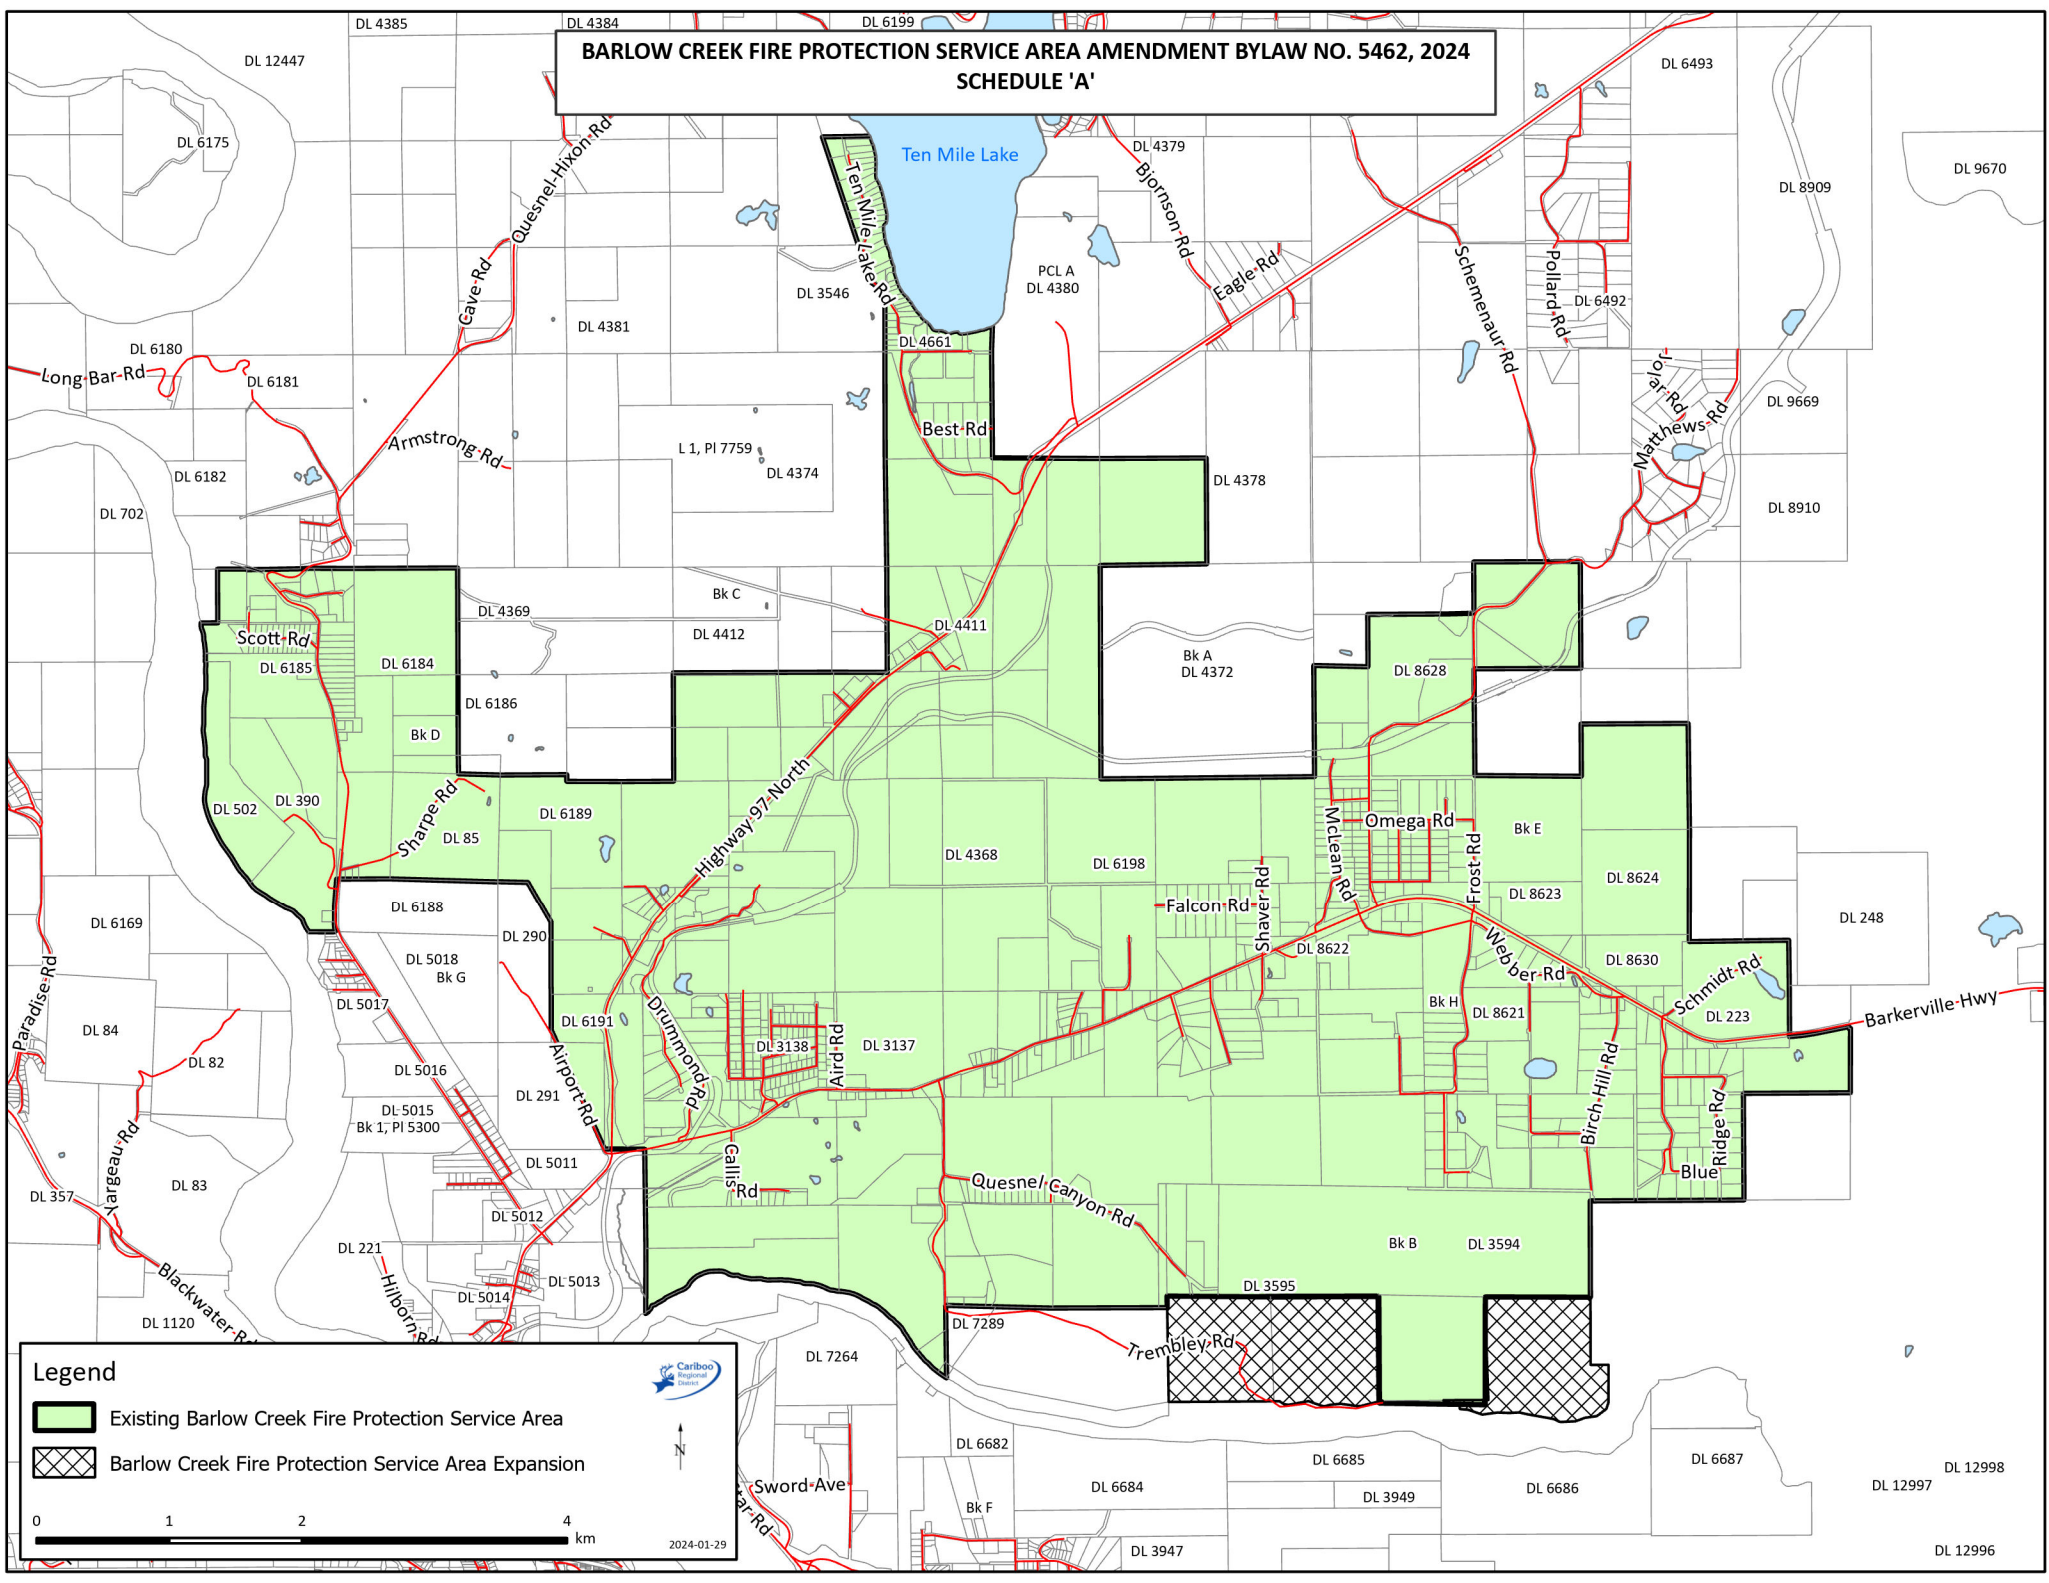 BARLOW CREEK FIRE PROTECTION SERVICE AREA AMENDMENT BYLAW NO. 5462, 2024
SCHEDULE 'A'
DL 4385
DL 4384
DL 6199
DL 12447
DL 6493
DL 6175
Quesnel-Hixon Rd
Ten Mile Lake
DL 4379
DL 9670
DL 8909
Bjornson Rd
Ten Mile Lake Rd
Cave Rd
Eagle Rd
Schemenaur Rd
Pollard Rd
PCL A
DL 4380
DL 3546
DL 6492
DL 4381
DL 4661
DL 6180
Long Bar Rd
DL 6181
DL 9669
Matthews Rd
Best Rd
Armstrong Rd
L 1, Pl 7759
DL 4374
DL 6182
DL 4378
DL 702
DL 8910
Bk C
DL 4369
DL 4412
DL 4411
Scott Rd
DL 6185
DL 6184
Bk A
DL 4372
DL 8628
DL 6186
Bk D
Highway 97 North
DL 502
DL 390
Sharpe Rd
DL 85
DL 6189
McLean Rd
Omega Rd
Frost Rd
Bk E
DL 4368
DL 6198
DL 8624
DL 8623
Falcon Rd
Shaver Rd
DL 6188
DL 6169
DL 248
DL 290
DL 8622
Webber Rd
DL 8630
Schmidt Rd
DL 5018
Bk G
Paradise Rd
DL 5017
DL 6191
Drummond Rd
Bk H
DL 8621
DL 223
Barkerville Hwy
DL 84
DL 82
DL 3138
Aird Rd
DL 3137
DL 5016
Airport Rd
DL 291
Birch Hill Rd
DL 5015
Bk 1, Pl 5300
Yargeau Rd
Blue Ridge Rd
DL 5011
Callis Rd
Quesnel Canyon Rd
DL 83
DL 357
DL 5012
DL 221
Bk B
DL 3594
Blackwater Rd
Hilborn Rd
DL 5013
DL 5014
DL 3595
DL 1120
DL 7289
Trembley Rd
DL 7264
Legend
Cariboo
Regional
District
Existing Barlow Creek Fire Protection Service Area
N
Barlow Creek Fire Protection Service Area Expansion
0 1 2 4
km
2024-01-29
DL 6682
Sword Ave
DL 6684
DL 6685
DL 6687
DL 12998
DL 12997
DL 3949
DL 6686
Bk F
DL 3947
DL 12996